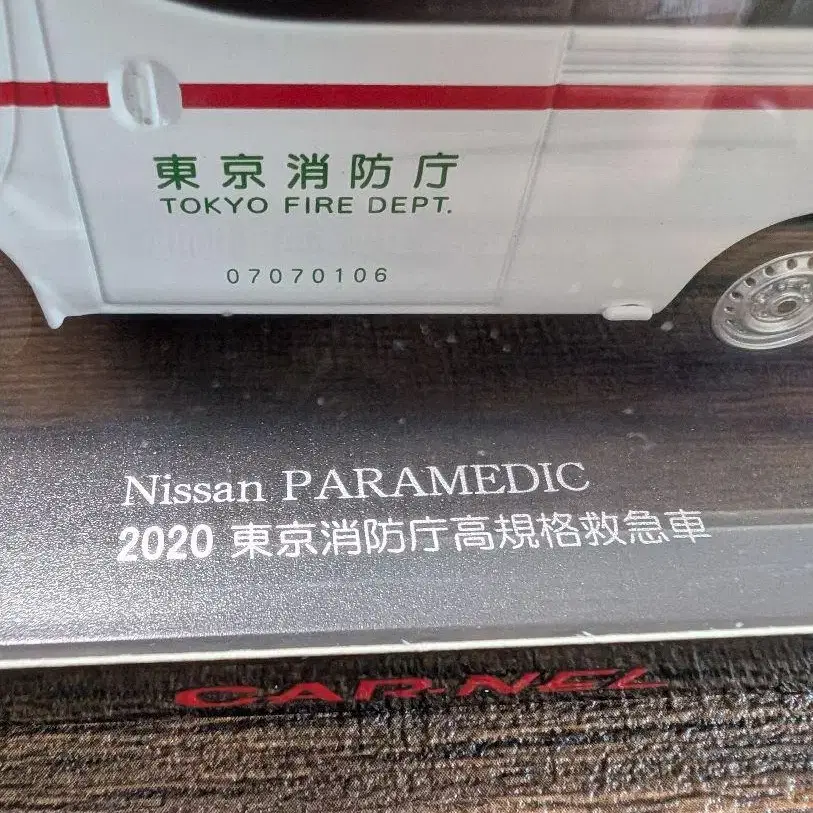 東京消防庁
TOKYO FIRE DEPT.
07070106
Nissan PARAMEDIC
2020 東京消防庁高規格救急車
CAR-NEL